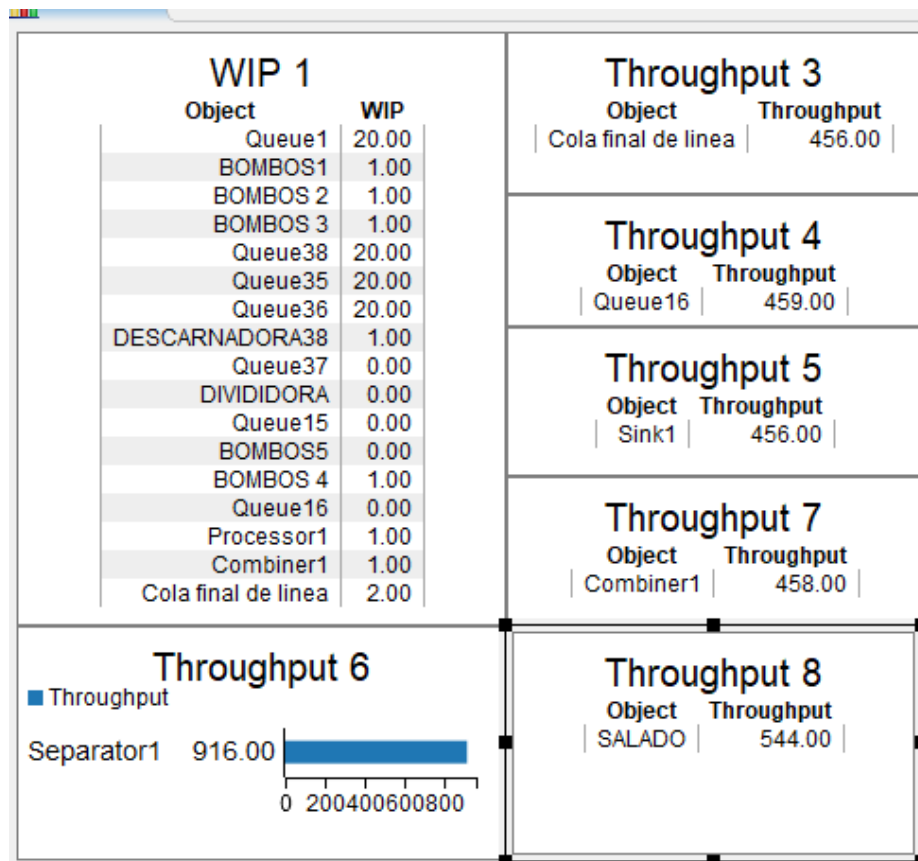 WIP 1
Object WIP
Queue1 20.00
BOMBOS1 1.00
BOMBOS 2 1.00
BOMBOS 3 1.00
Queue38 20.00
Queue35 20.00
Queue36 20.00
DESCARNADORA38 1.00
Queue37 0.00
DIVIDIDORA 0.00
Queue15 0.00
BOMBOS5 0.00
BOMBOS 4 1.00
Queue16 0.00
Processor1 1.00
Combiner1 1.00
Cola final de linea 2.00
Throughput 3
Object Throughput
Cola final de linea 456.00
Throughput 4
Object Throughput
Queue16 459.00
Throughput 5
Object Throughput
Sink1 456.00
Throughput 7
Object Throughput
Combiner1 458.00
Throughput 6
Throughput
Separator1 916.00
0 200400600800
Throughput 8
Object Throughput
SALADO 544.00